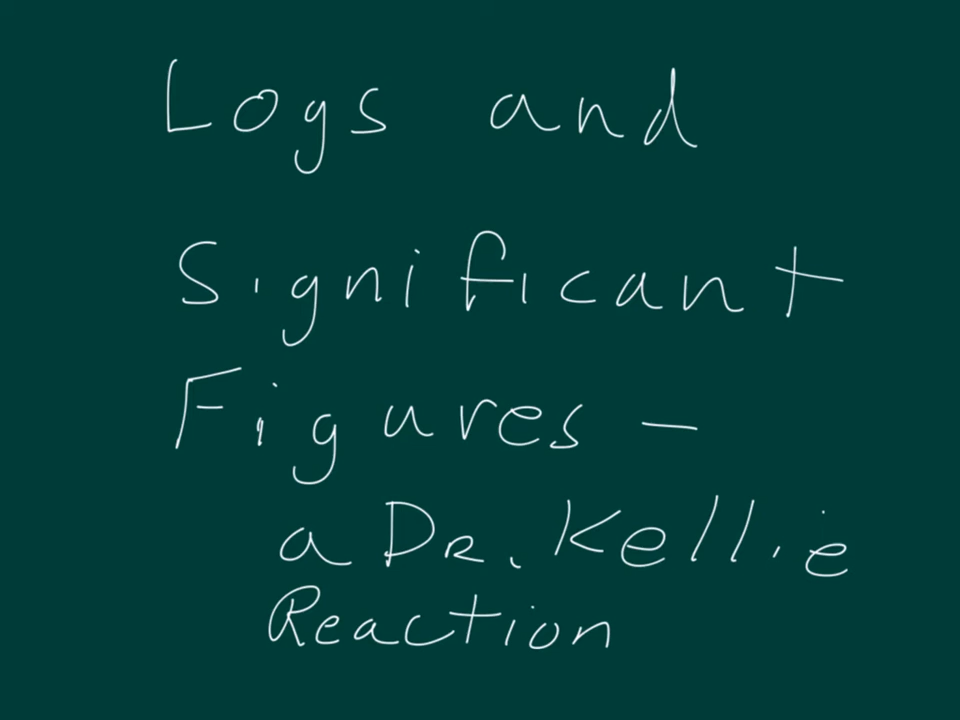 Logs and
Significant
Figures –
a Dr. Kellie
Reaction